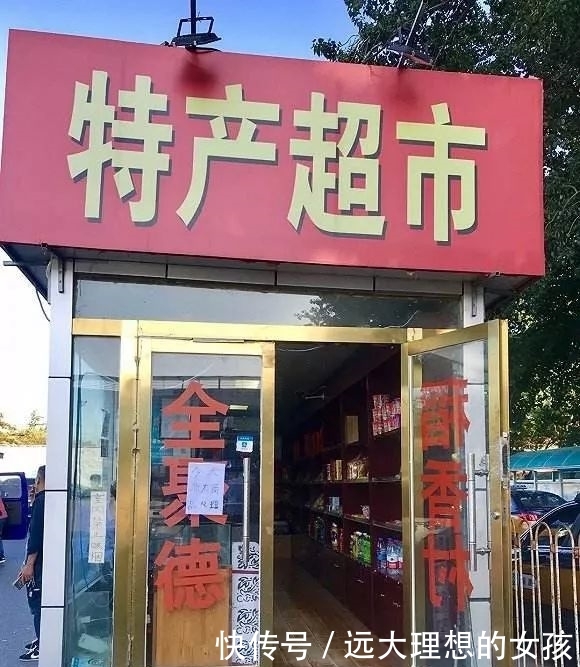 特产超市
全聚德
稻香村
快传号/远大理想的女孩